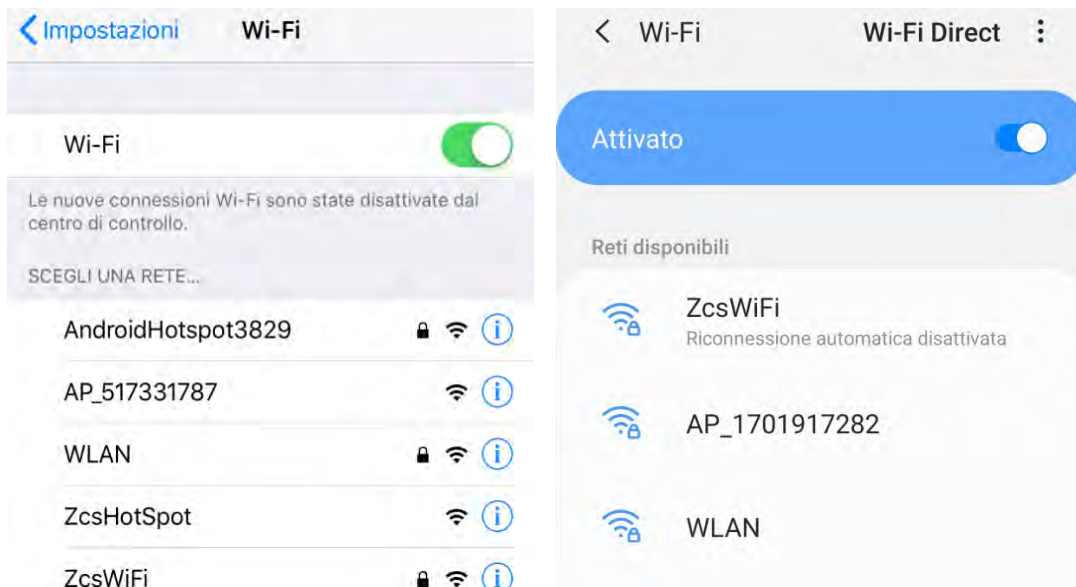 Impostazioni
Wi-Fi
Wi-Fi
Le nuove connessioni Wi-Fi sono state disattivate dal
centro di controllo.
SCEGLI UNA RETE...
AndroidHotspot3829
AP_517331787
WLAN
ZcsHotSpot
ZcsWiFi
Wi-Fi
Wi-Fi Direct
Attivato
Reti disponibili
ZcsWiFi
Riconnessione automatica disattivata
AP_1701917282
WLAN